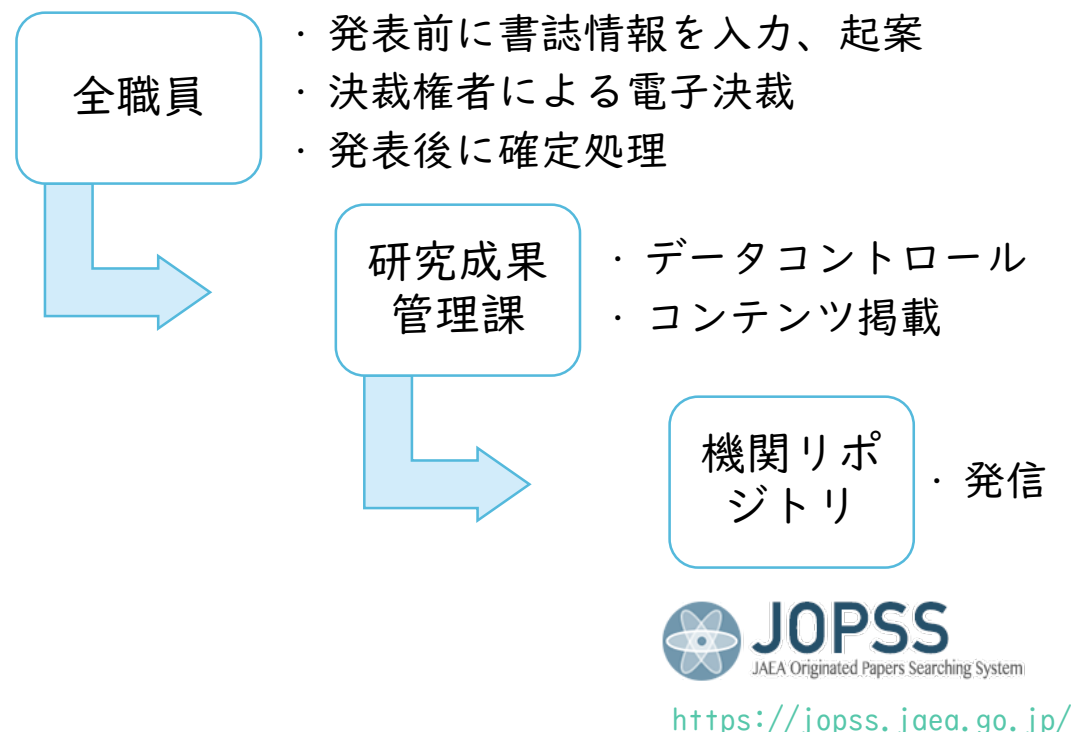 全職員
・発表前に書誌情報を入力、起案
・決裁権者による電子決裁
・発表後に確定処理
研究成果
管理課
・データコントロール
・コンテンツ掲載
機関リポ
ジトリ
・発信
JOPSS
JAEA Originated Papers Searching System
https://jopss.jaea.go.jp/